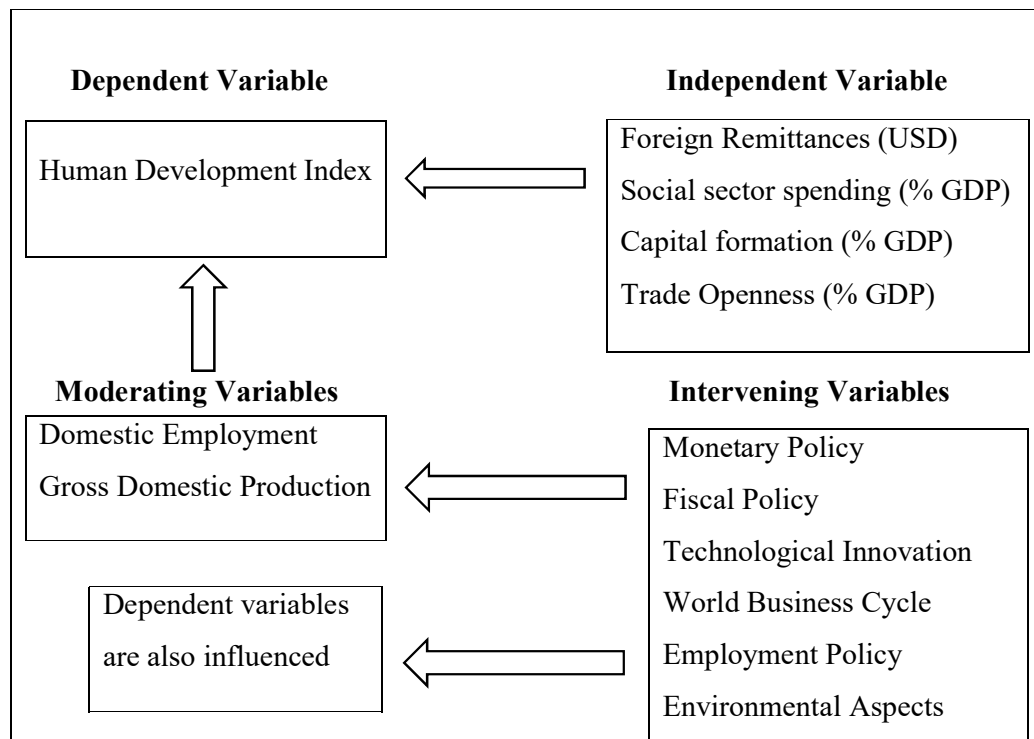 Dependent Variable
Human Development Index
Independent Variable
Foreign Remittances (USD)
Social sector spending (% GDP)
Capital formation (% GDP)
Trade Openness (% GDP)
Moderating Variables
Domestic Employment
Gross Domestic Production
Intervening Variables
Monetary Policy
Fiscal Policy
Technological Innovation
World Business Cycle
Employment Policy
Environmental Aspects
Dependent variables
are also influenced